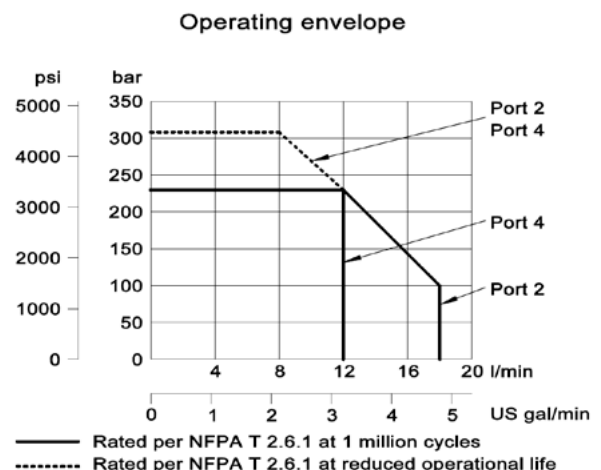 Operating envelope
psi bar
5000 350 Port 2
4000 300 Port 4
250
3000 200 Port 4
2000 150
100 Port 2
1000 50
0 0
4 8 12 16 20 l/min
0 1 2 3 4 5 US gal/min
Rated per NFPA T 2.6.1 at 1 million cycles
Rated per NFPA T 2.6.1 at reduced operational life